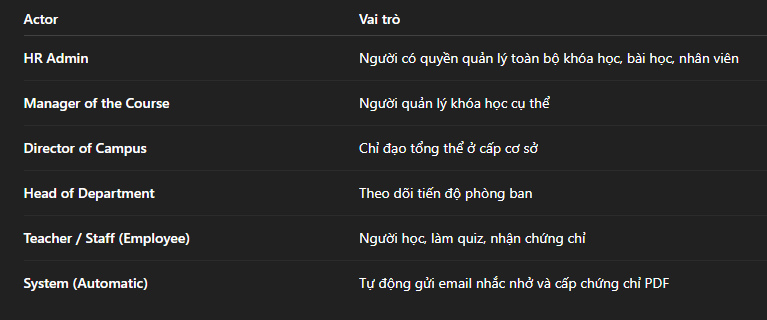 Actor Vai trò
HR Admin Người có quyền quản lý toàn bộ khóa học, bài học, nhân viên
Manager of the Course Người quản lý khóa học cụ thể
Director of Campus Chỉ đạo tổng thể ở cấp cơ sở
Head of Department Theo dõi tiến độ phòng ban
Teacher / Staff (Employee) Người học, làm quiz, nhận chứng chỉ
System (Automatic) Tự động gửi email nhắc nhở và cấp chứng chỉ PDF